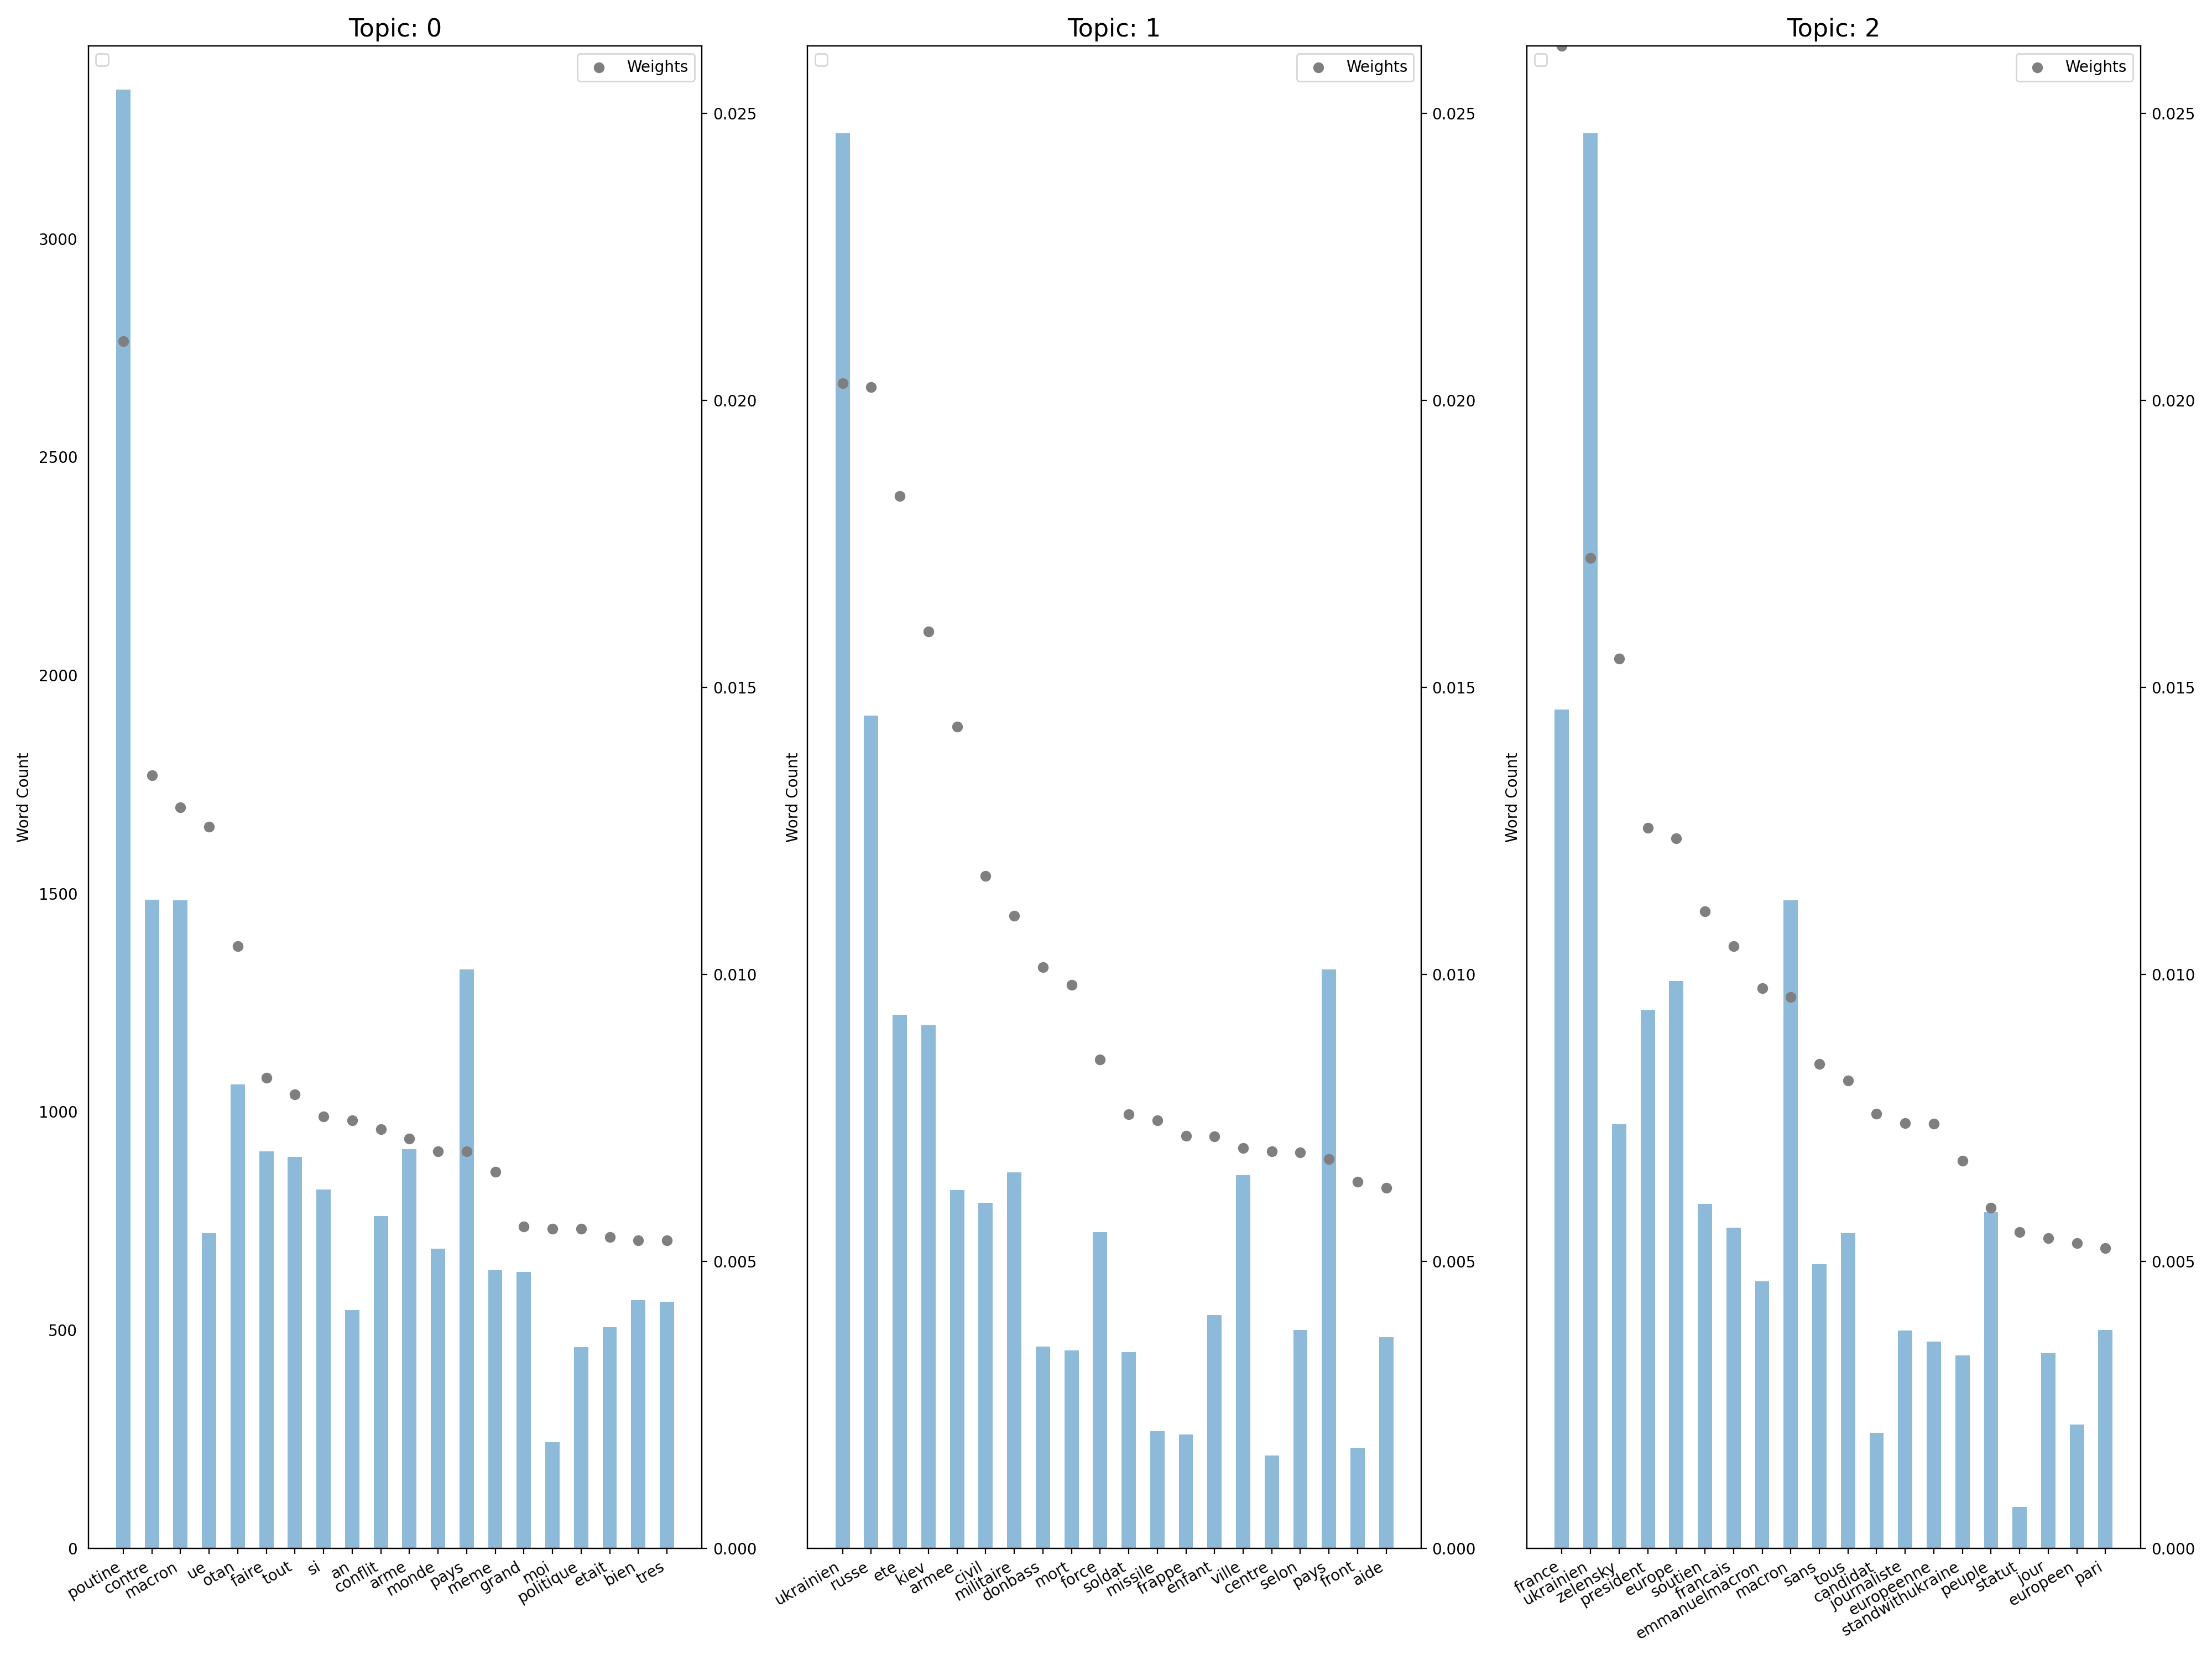 Topic: 0
Topic: 1
Topic: 2
Weights
Weights
Weights
Word Count
3000
2500
2000
1500
1000
500
0
0.025
0.020
0.015
0.010
0.005
0.000
poutine
contre
macron
ue
otan
faire
tout
si
an
conflit
arme
monde
pays
meme
grand
moi
politique
etait
bien
tres
Word Count
0.025
0.020
0.015
0.010
0.005
0.000
ukrainien
russe
ete
kiev
armee
civil
militaire
donbass
mort
force
soldat
missile
frappe
enfant
ville
centre
selon
pays
front
aide
Word Count
0.025
0.020
0.015
0.010
0.005
0.000
france
ukrainien
zelensky
president
europe
soutien
francais
emmanuelmacron
macron
sans
tous
candidat
journaliste
europeenne
standwithukraine
peuple
statut
jour
europeen
pari